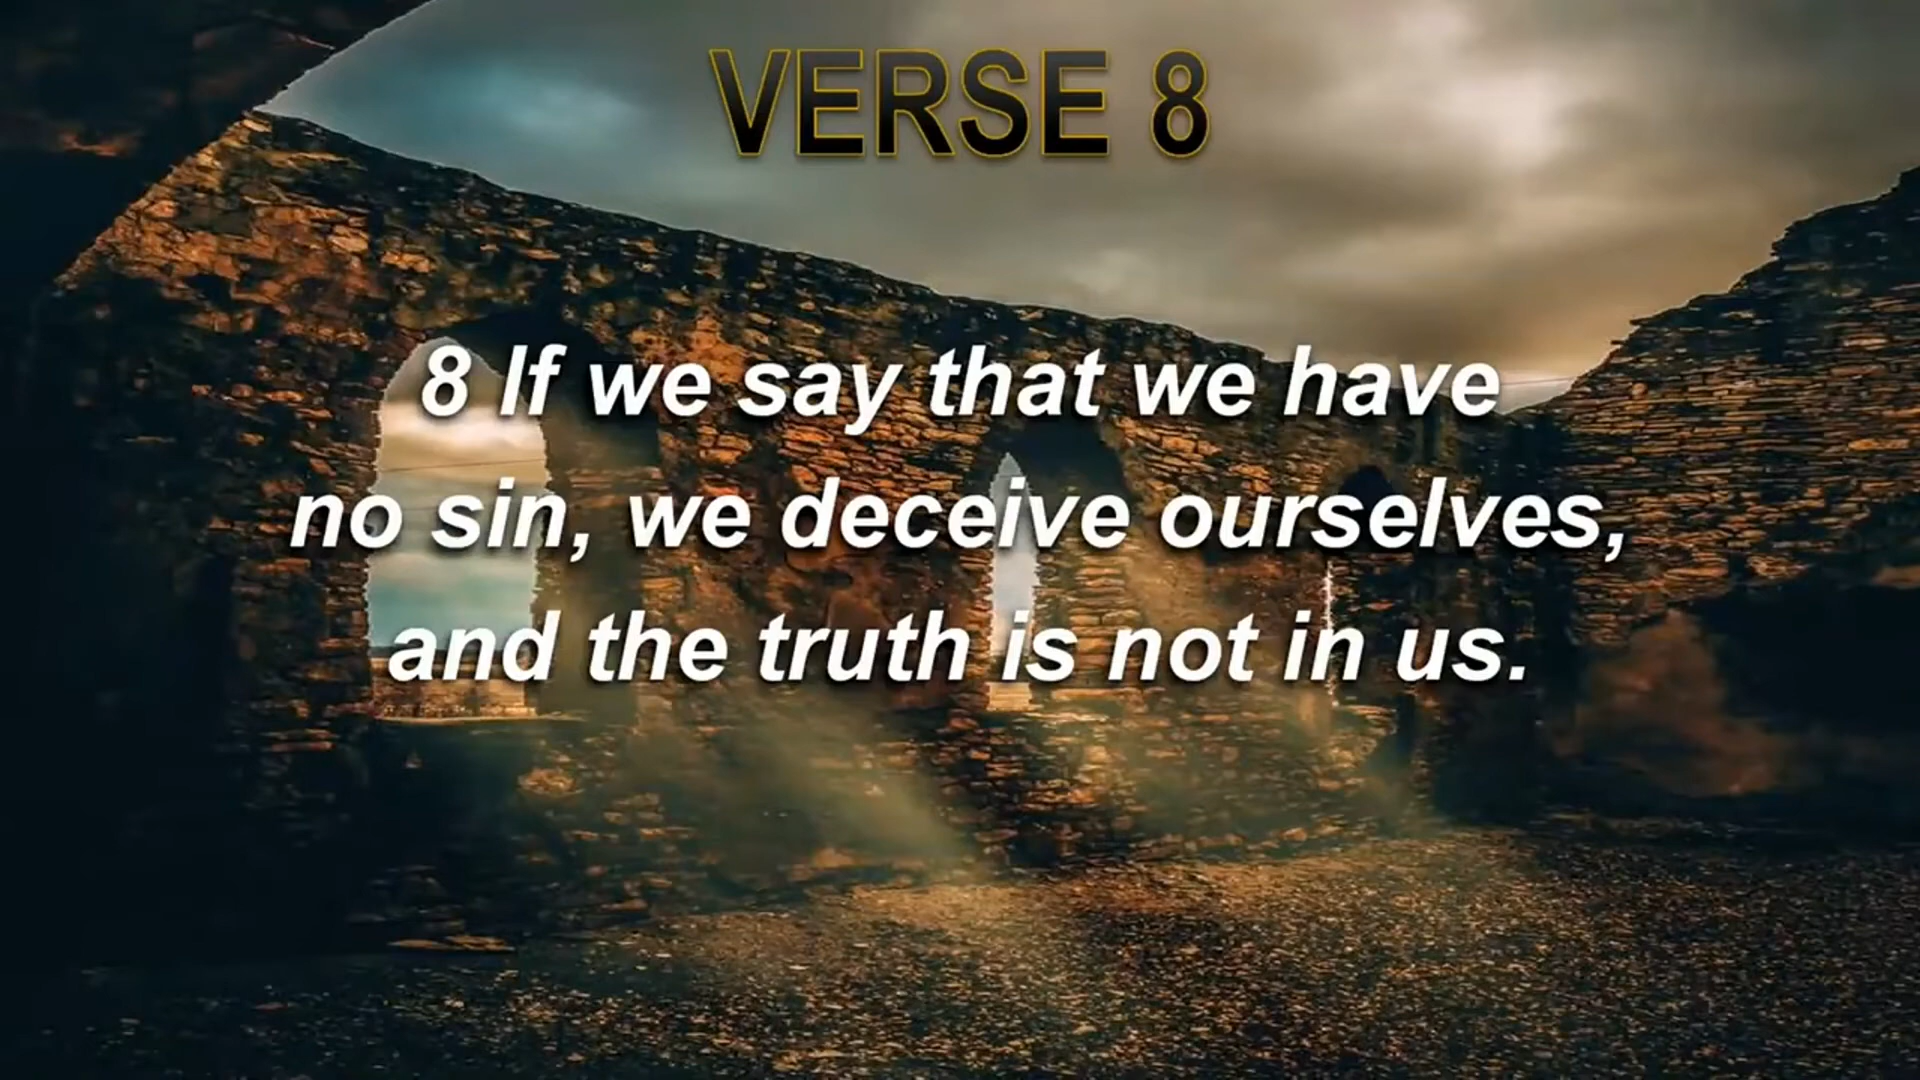 VERSE 8
8 If we say that we have
no sin, we deceive ourselves,
and the truth is not in us.